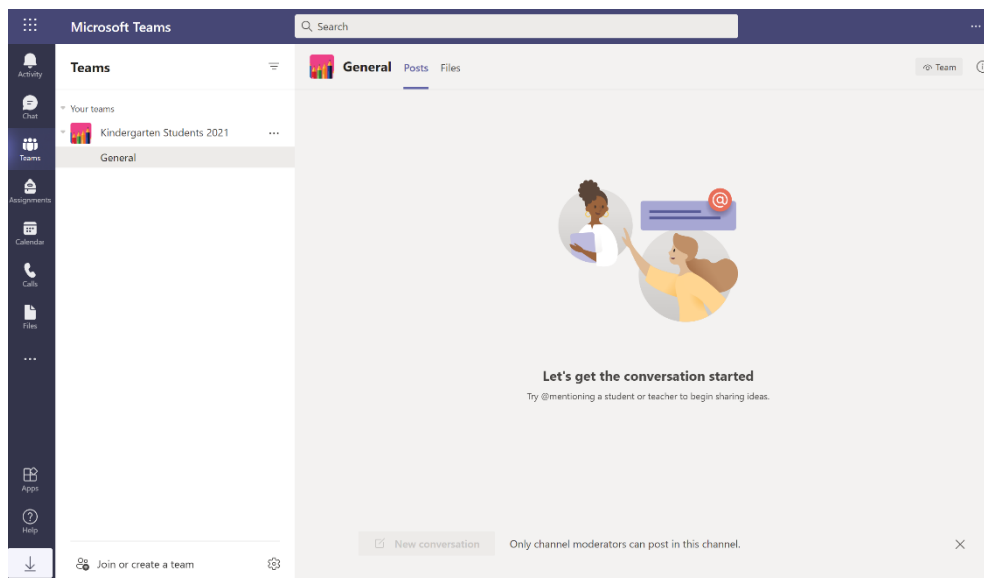 Microsoft Teams
Search
Activity
Chat
Teams
Assignments
Calendar
Calls
Files
Apps
Help
Teams
Your teams
Kindergarten Students 2021
General
Join or create a team
General Posts Files
Team
@
Let's get the conversation started
Try @mentioning a student or teacher to begin sharing ideas.
New conversation Only channel moderators can post in this channel.